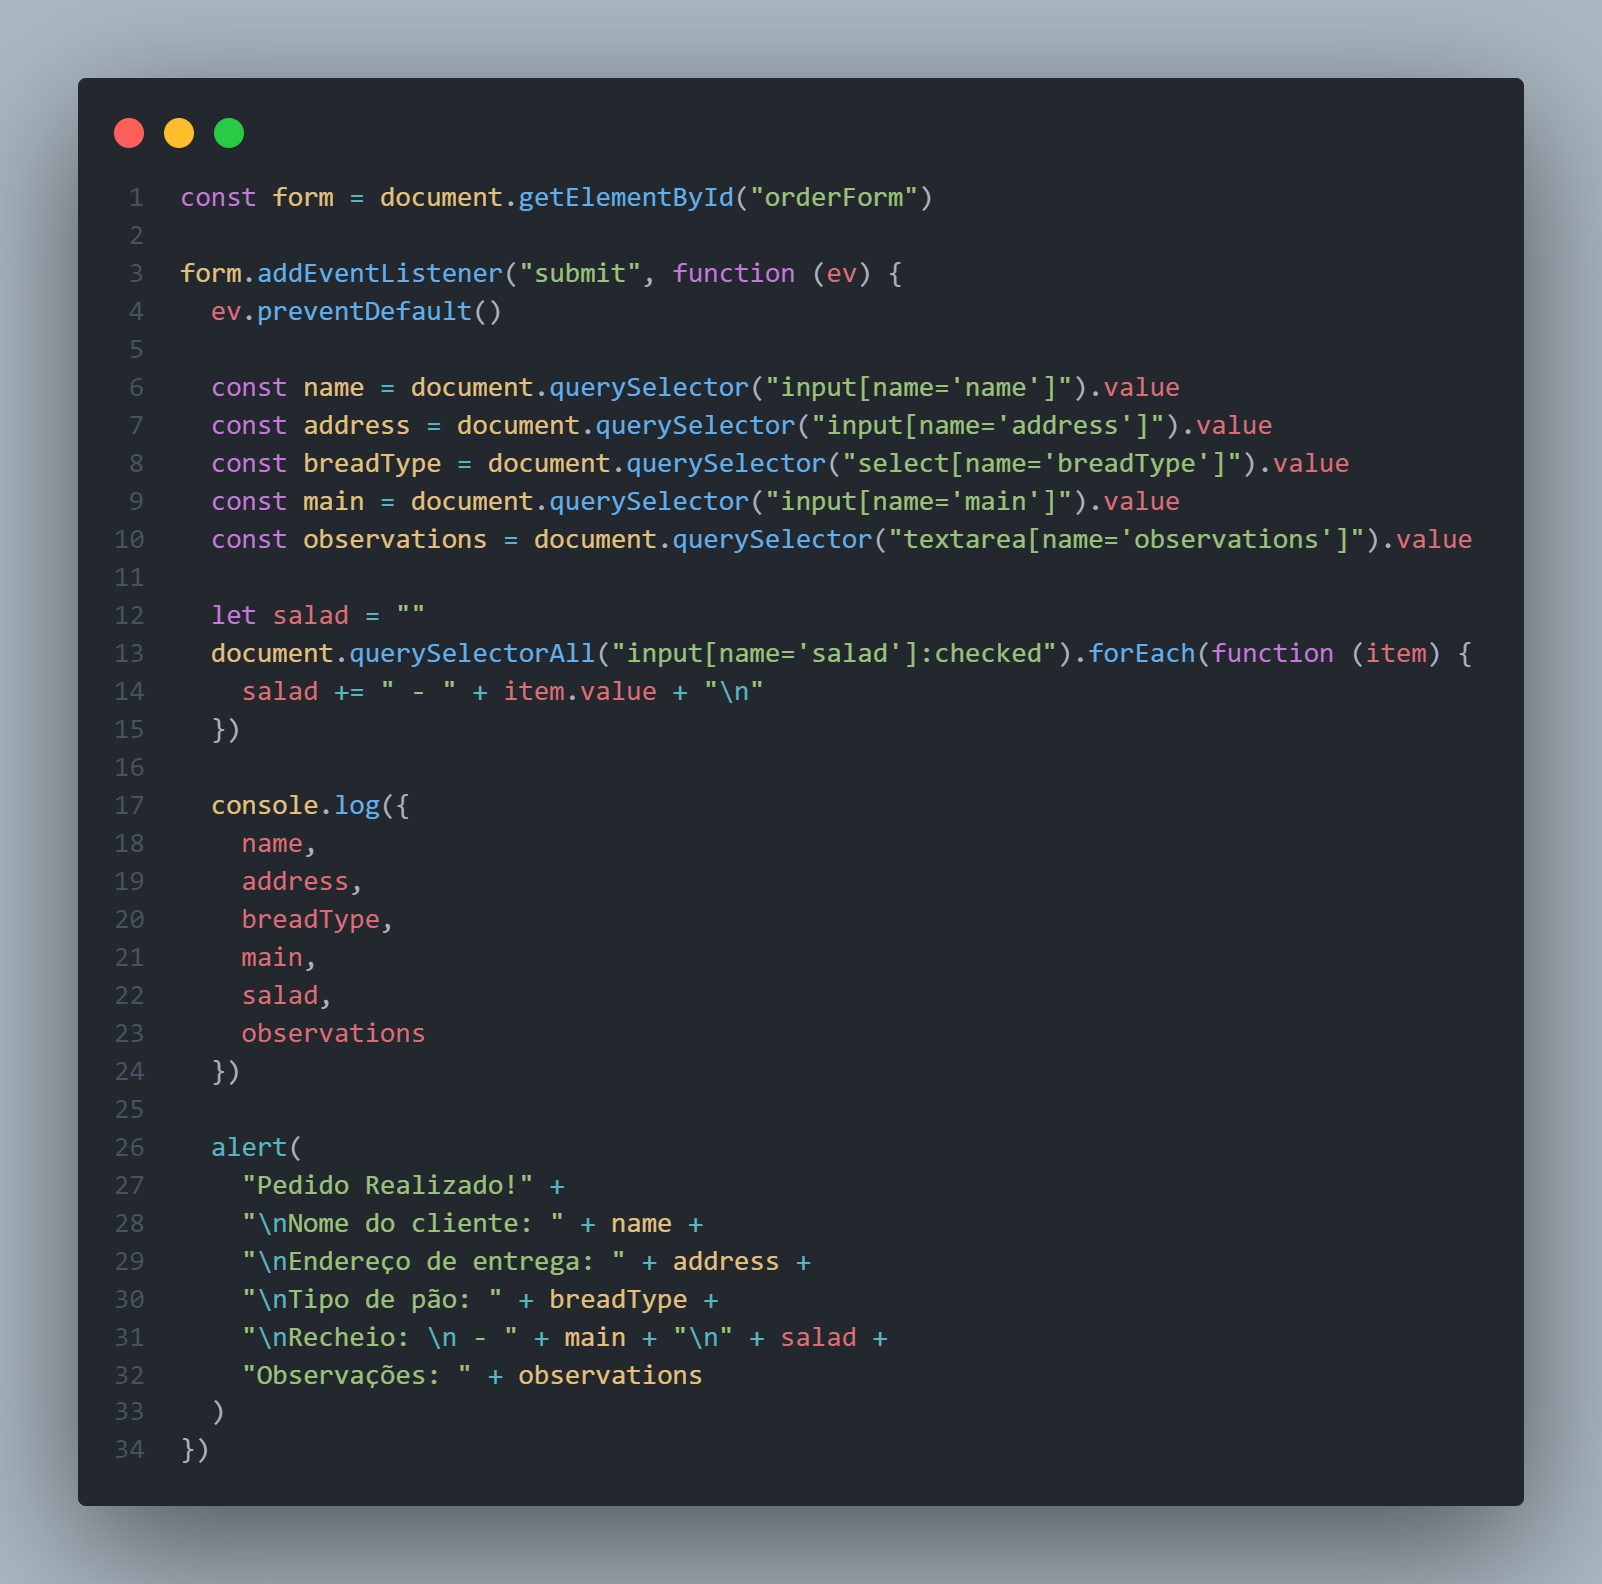 1 const form = document.getElementById("orderForm")
2
3 form.addEventListener("submit", function (ev) {
4   ev.preventDefault()
5
6   const name = document.querySelector("input[name='name']").value
7   const address = document.querySelector("input[name='address']").value
8   const breadType = document.querySelector("select[name='breadType']").value
9   const main = document.querySelector("input[name='main']").value
10   const observations = document.querySelector("textarea[name='observations']").value
11
12   let salad = ""
13   document.querySelectorAll("input[name='salad']:checked").forEach(function (item) {
14     salad += " - " + item.value + "\n"
15   })
16
17   console.log({
18     name,
19     address,
20     breadType,
21     main,
22     salad,
23     observations
24   })
25
26   alert(
27     "Pedido Realizado!" +
28     "\nNome do cliente: " + name +
29     "\nEndereço de entrega: " + address +
30     "\nTipo de pão: " + breadType +
31     "\nRecheio: \n - " + main + "\n" + salad +
32     "Observações: " + observations
33   )
34 })